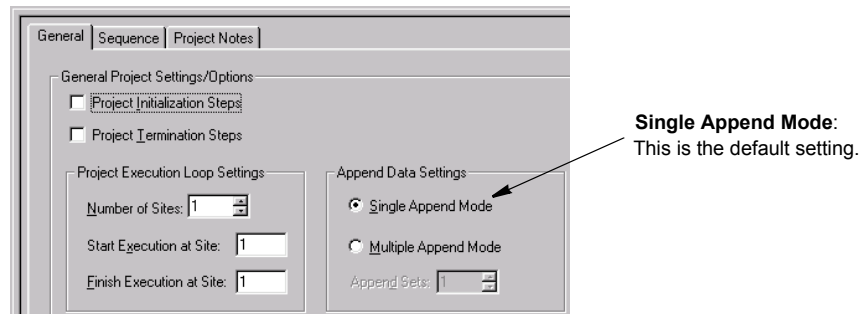 General Sequence Project Notes
General Project Settings/Options
Project Initialization Steps
Project Termination Steps
Project Execution Loop Settings
Number of Sites: 1
Start Execution at Site: 1
Finish Execution at Site: 1
Append Data Settings
Single Append Mode
Multiple Append Mode
Append Sets: 1
Single Append Mode:
This is the default setting.